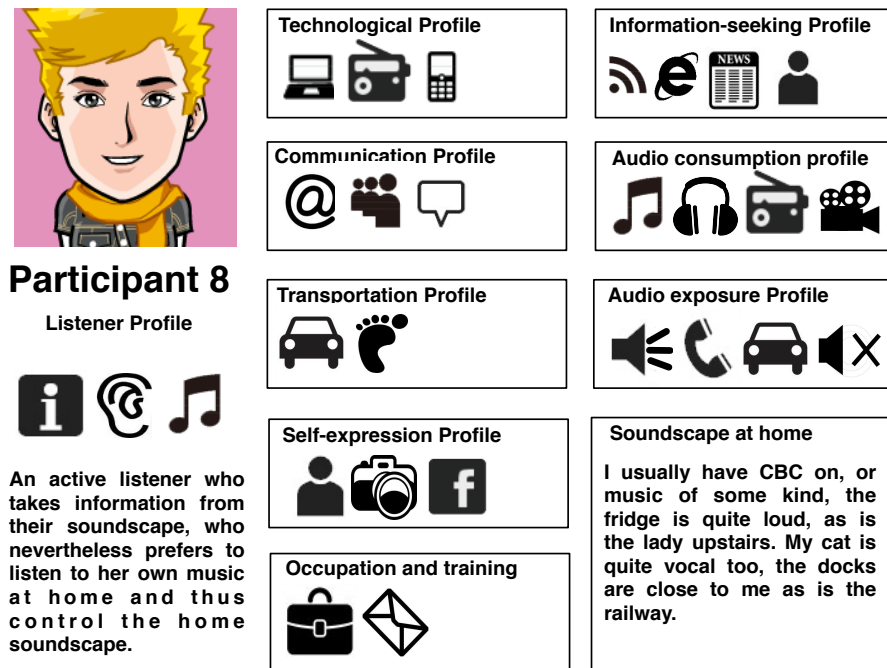 Participant 8
Listener Profile
An active listener who
takes information from
their soundscape, who
nevertheless prefers to
listen to her own music
at home and thus
control the home
soundscape.
Technological Profile
Communication Profile
Transportation Profile
Self-expression Profile
f
Occupation and training
Information-seeking Profile
NEWS
Audio consumption profile
Audio exposure Profile
Soundscape at home
I usually have CBC on, or
music of some kind, the
fridge is quite loud, as is
the lady upstairs. My cat is
quite vocal too, the docks
are close to me as is the
railway.